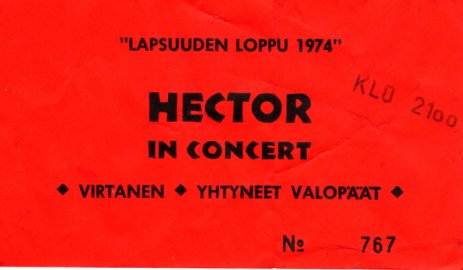 "LAPSUUDEN LOPPU 1974"
HECTOR
KLO 2100
IN CONCERT
◆ VIRTANEN ◆ YHTYNEET VALOPÄÄT ◆
№ 767